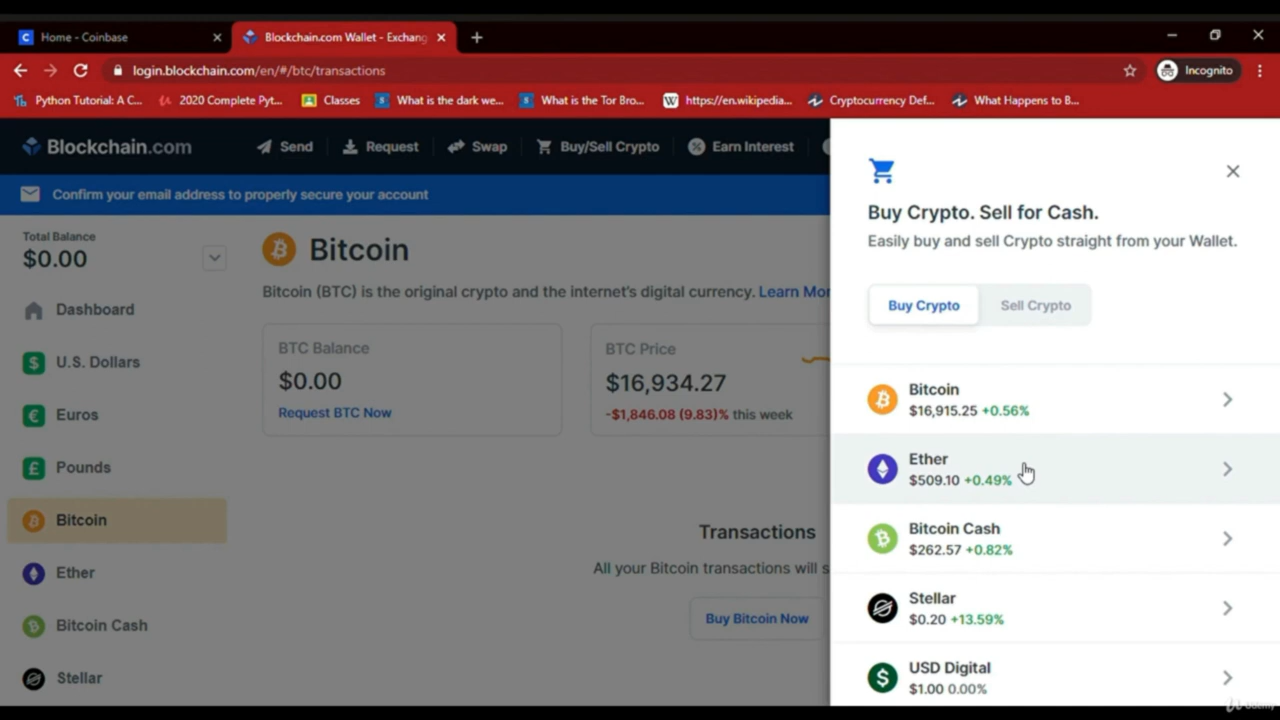 Home - Coinbase
Blockchain.com Wallet - Exchang
login.blockchain.com/en/#/btc/transactions
Incognito
Python Tutorial: A C...
2020 Complete Pyt...
Classes
What is the dark we...
What is the Tor Bro...
https://en.wikipedia...
Cryptocurrency Def...
What Happens to B...
Blockchain.com
Send
Request
Swap
Buy/Sell Crypto
Earn Interest
Confirm your email address to properly secure your account
Total Balance
$0.00
Dashboard
U.S. Dollars
Euros
Pounds
Bitcoin
Ether
Bitcoin Cash
Stellar
Bitcoin
Bitcoin (BTC) is the original crypto and the internet's digital currency. Learn Mor
BTC Balance
$0.00
Request BTC Now
BTC Price
$16,934.27
-$1,846.08 (9.83)% this week
Transactions
All your Bitcoin transactions will s
Buy Bitcoin Now
Buy Crypto. Sell for Cash.
Easily buy and sell Crypto straight from your Wallet.
Buy Crypto
Sell Crypto
Bitcoin
$16,915.25 +0.56%
Ether
$509.10 +0.49%
Bitcoin Cash
$262.57 +0.82%
Stellar
$0.20 +13.59%
USD Digital
$1.00 0.00%
Udemy